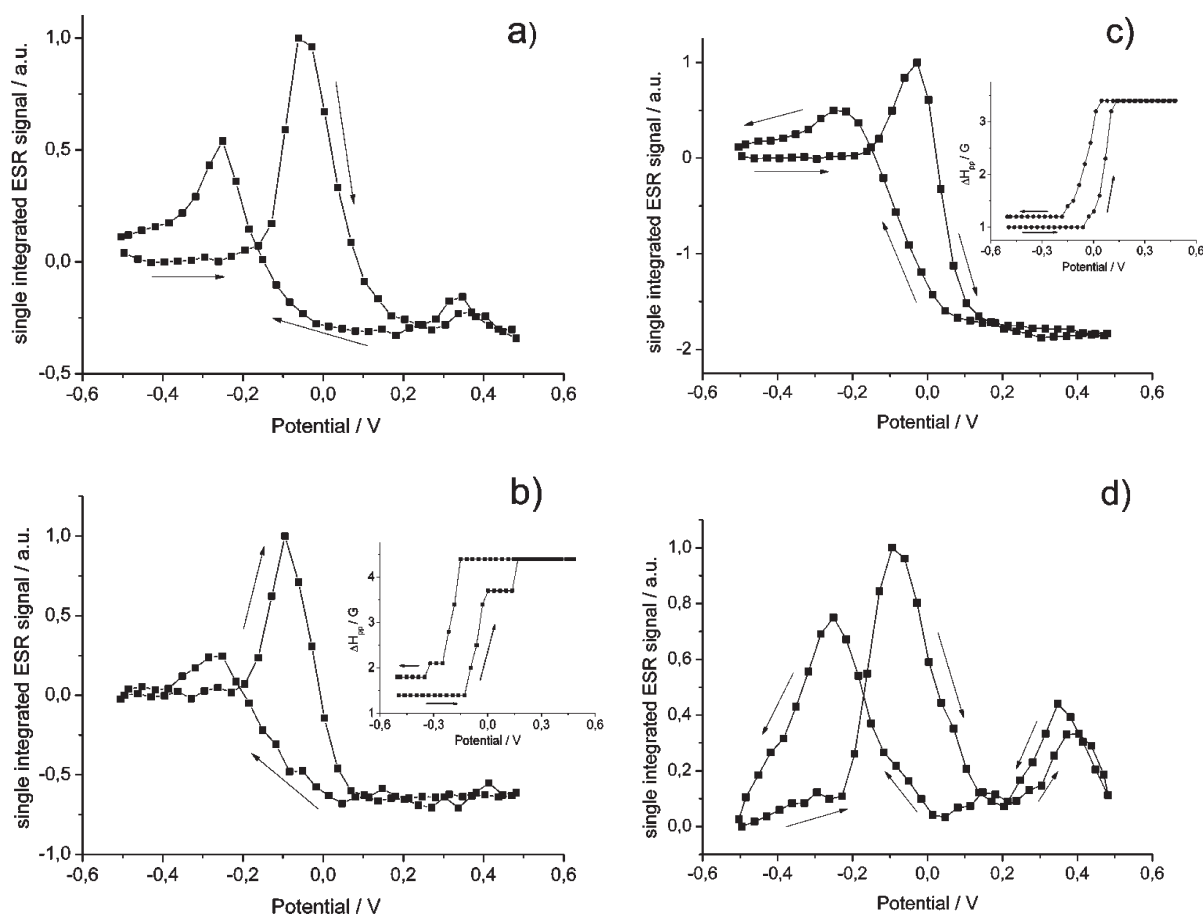 a)
single integrated ESR signal / a.u.
1,0
0,5
0,0
-0,5
-0,6 -0,4 -0,2 0,0 0,2 0,4 0,6
Potential / V
c)
single integrated ESR signal / a.u.
1
0
-1
-2
-0,6 -0,4 -0,2 0,0 0,2 0,4 0,6
Potential / V
ΔHpp / G
3
2
1
-0,6 -0,3 0,0 0,3 0,6
Potential / V
b)
single integrated ESR signal / a.u.
1,0
0,5
0,0
-0,5
-1,0
-0,6 -0,4 -0,2 0,0 0,2 0,4 0,6
Potential / V
ΔHpp / G
4
3
2
1
-0,6 -0,3 0,0 0,3 0,6
Potential / V
d)
single integrated ESR signal / a.u.
1,0
0,8
0,6
0,4
0,2
0,0
-0,6 -0,4 -0,2 0,0 0,2 0,4 0,6
Potential / V